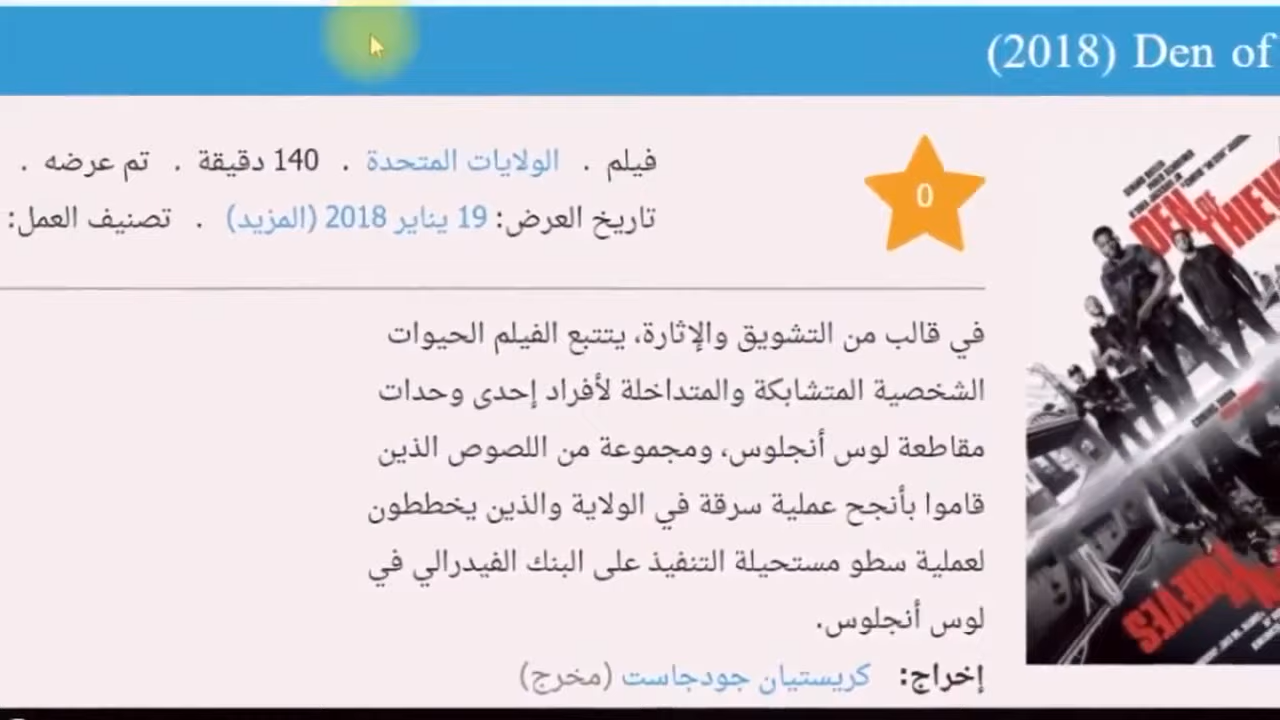 (2018) Den of
فيلم . الولايات المتحدة . 140 دقيقة . تم عرضه .
تاريخ العرض: 19 يناير 2018 (المزيد) . تصنيف العمل:
0
في قالب من التشويق والإثارة، يتتبع الفيلم الحيوات
الشخصية المتشابكة والمتداخلة لأفراد إحدى وحدات
مقاطعة لوس أنجلوس، ومجموعة من اللصوص الذين
قاموا بأنجح عملية سرقة في الولاية والذين يخططون
لعملية سطو مستحيلة التنفيذ على البنك الفيدرالي في
لوس أنجلوس.
إخراج: كريستيان جودجاست (مخرج)
DEN OF